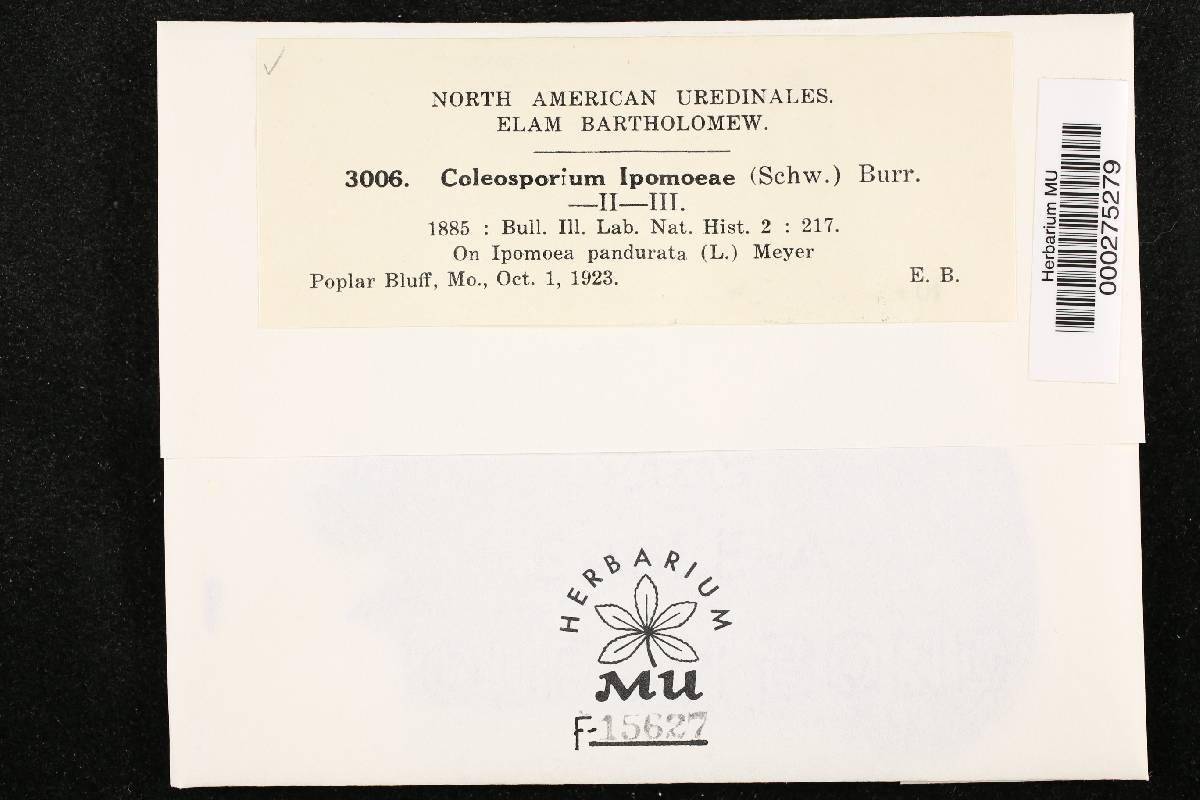 NORTH AMERICAN UREDINALES.
ELAM BARTHOLOMEW.
3006. Coleosporium Ipomoeae (Schw.) Burr.
—II—III.
1885 : Bull. Ill. Lab. Nat. Hist. 2 : 217.
On Ipomoea pandurata (L.) Meyer
Poplar Bluff, Mo., Oct. 1, 1923. E. B.
Herbarium MU
000275279
HERBARIUM
MU
F-15627